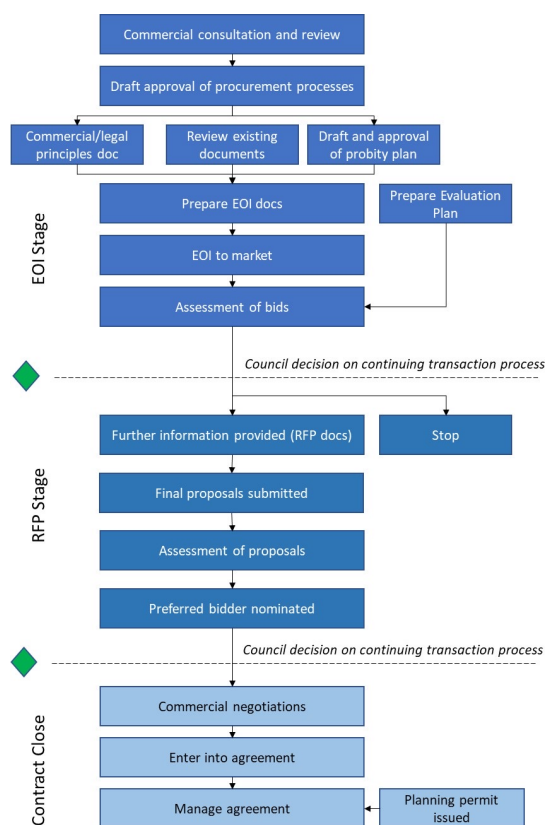 Commercial consultation and review
Draft approval of procurement processes
Commercial/legal
principles doc
Review existing
documents
Draft and approval
of probity plan
Prepare EOI docs
Prepare Evaluation
Plan
EOI to market
Assessment of bids
EOI Stage
Council decision on continuing transaction process
Further information provided (RFP docs)
Stop
Final proposals submitted
Assessment of proposals
Preferred bidder nominated
RFP Stage
Council decision on continuing transaction process
Commercial negotiations
Enter into agreement
Manage agreement
Planning permit
issued
Contract Close